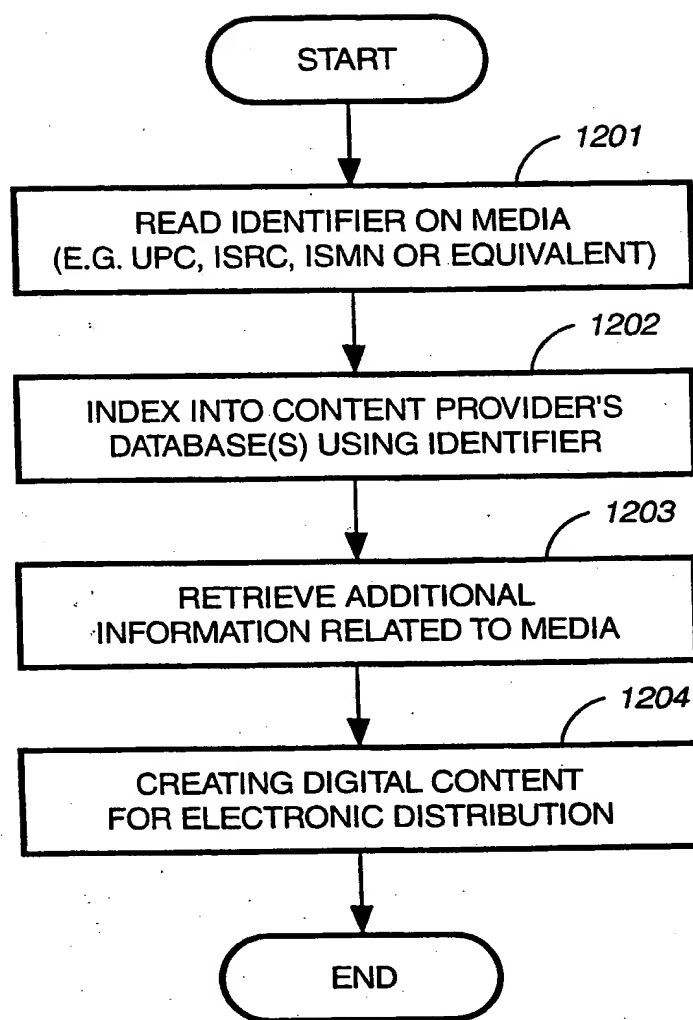 START
1201
READ IDENTIFIER ON MEDIA
(E.G. UPC, ISRC, ISMN OR EQUIVALENT)
1202
INDEX INTO CONTENT PROVIDER'S
DATABASE(S) USING IDENTIFIER
1203
RETRIEVE ADDITIONAL
INFORMATION RELATED TO MEDIA
1204
CREATING DIGITAL CONTENT
FOR ELECTRONIC DISTRIBUTION
END